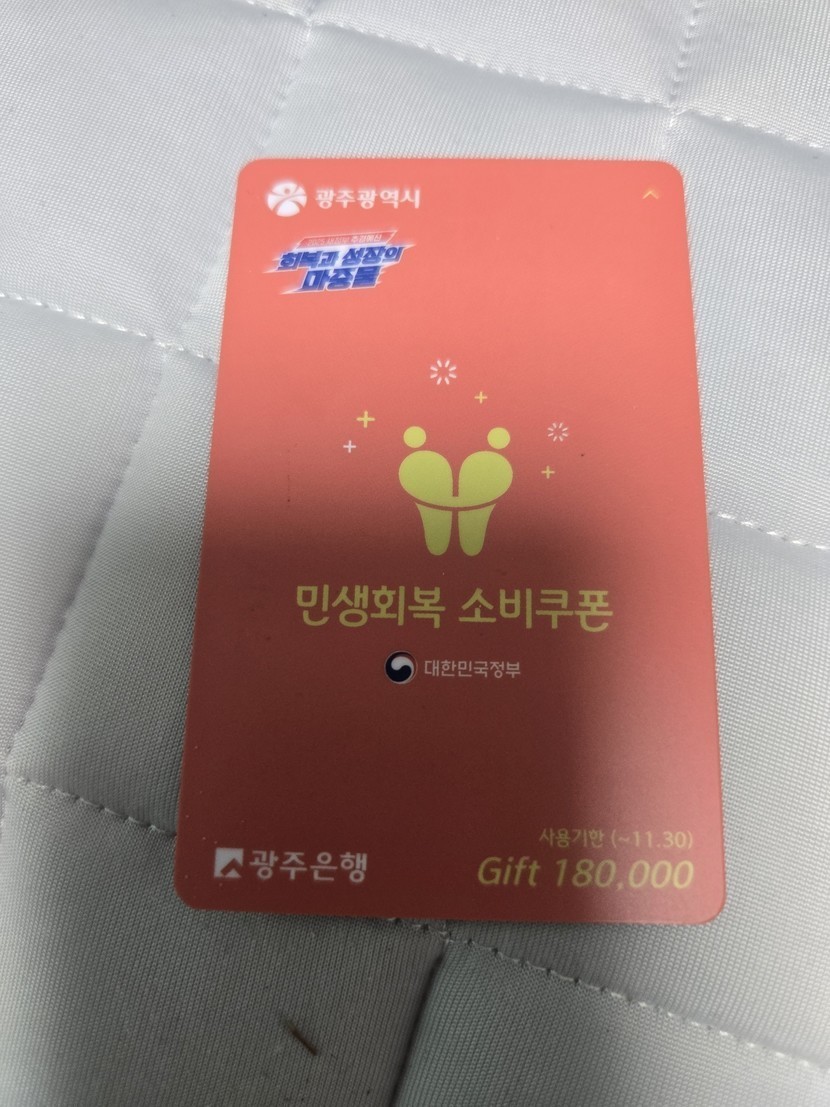 광주광역시
회복과 성장의
마중물
민생회복 소비쿠폰
대한민국정부
사용기한 (~11.30)
광주은행
Gift 180,000